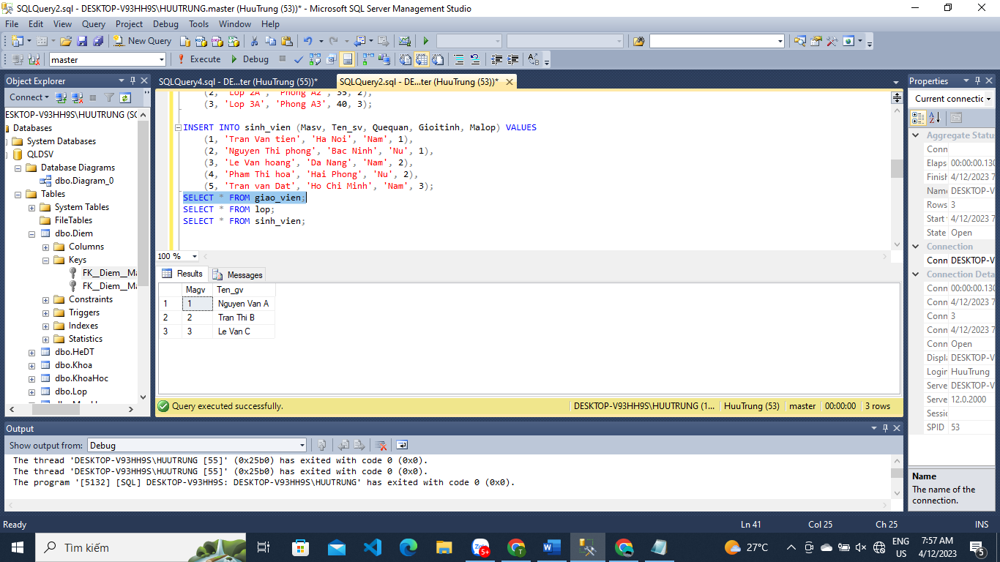 SQLQuery2.sql - DESKTOP-V93HH9S\HUUTRUNG.master (HuuTrung (53))* - Microsoft SQL Server Management Studio
File Edit View Query Project Debug Tools Window Help
New Query
master Execute Debug
Object Explorer
Connect
ESKTOP-V93HH9S\HUUTRUNG (SC
Databases
System Databases
QLDSV
Database Diagrams
dbo.Diagram_0
Tables
System Tables
FileTables
dbo.Diem
Columns
Keys
FK__Diem__Ma
FK__Diem__Ma
Constraints
Triggers
Indexes
Statistics
dbo.HeDT
dbo.Khoa
dbo.KhoaHoc
dbo.Lop
SQLQuery4.sql - DE...ter (HuuTrung (55))*
SQLQuery2.sql - DE...ter (HuuTrung (53))*
(2, 'Lop 2A', 'Phong A2', 35, 2),
(3, 'Lop 3A', 'Phong A3', 40, 3);
INSERT INTO sinh_vien (Masv, Ten_sv, Quequan, Gioitinh, Malop) VALUES
(1, 'Tran Van tien', 'Ha Noi', 'Nam', 1),
(2, 'Nguyen Thi phong', 'Bac Ninh', 'Nu', 1),
(3, 'Le Van hoang', 'Da Nang', 'Nam', 2),
(4, 'Pham Thi hoa', 'Hai Phong', 'Nu', 2),
(5, 'Tran van Dat', 'Ho Chi Minh', 'Nam', 3);
SELECT * FROM giao_vien;
SELECT * FROM lop;
SELECT * FROM sinh_vien;
100 %
Results Messages
Magv Ten_gv
1 1 Nguyen Van A
2 2 Tran Thi B
3 3 Le Van C
Query executed successfully. DESKTOP-V93HH9S\HUUTRUNG (1... HuuTrung (53) master 00:00:00 3 rows
Properties
Current connectic
Aggregate Statu
Conn
Elaps 00:00:00.130
Finish 4/12/2023 7
Name DESKTOP-V
Rows 3
Start 4/12/2023 7
State Open
Connection
Conn DESKTOP-V
Connection Deta
Conn 00:00:00.130
Conn 4/12/2023 7
Conn 3
Conn 4/12/2023 7
Conn Open
Displa DESKTOP-V
Login HuuTrung
Serve DESKTOP-V
Serve 12.0.2000
Sessic
SPID 53
Name
The name of the
connection.
Output
Show output from: Debug
The thread 'DESKTOP-V93HH9S\HUUTRUNG [55]' (0x25b0) has exited with code 0 (0x0).
The thread 'DESKTOP-V93HH9S\HUUTRUNG [55]' (0x25b0) has exited with code 0 (0x0).
The program '[5132] [SQL] DESKTOP-V93HH9S: DESKTOP-V93HH9S\HUUTRUNG' has exited with code 0 (0x0).
Ready Ln 41 Col 25 Ch 25 INS
Tìm kiếm
5+
27°C
ENG
US
7:57 AM
4/12/2023
5